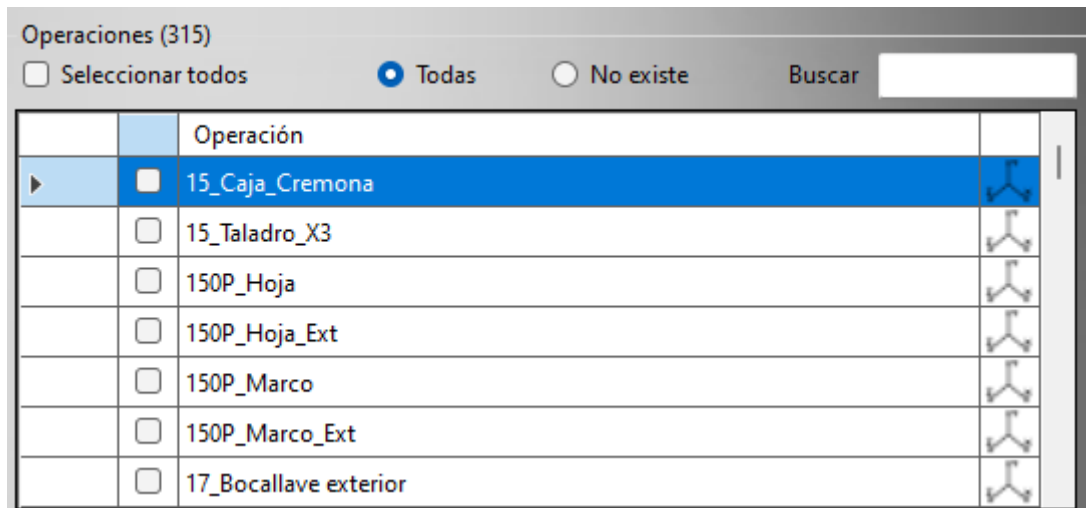 Operaciones (315)
Seleccionar todos Todas No existe Buscar
Operación
15_Caja_Cremona
15_Taladro_X3
150P_Hoja
150P_Hoja_Ext
150P_Marco
150P_Marco_Ext
17_Bocallave exterior